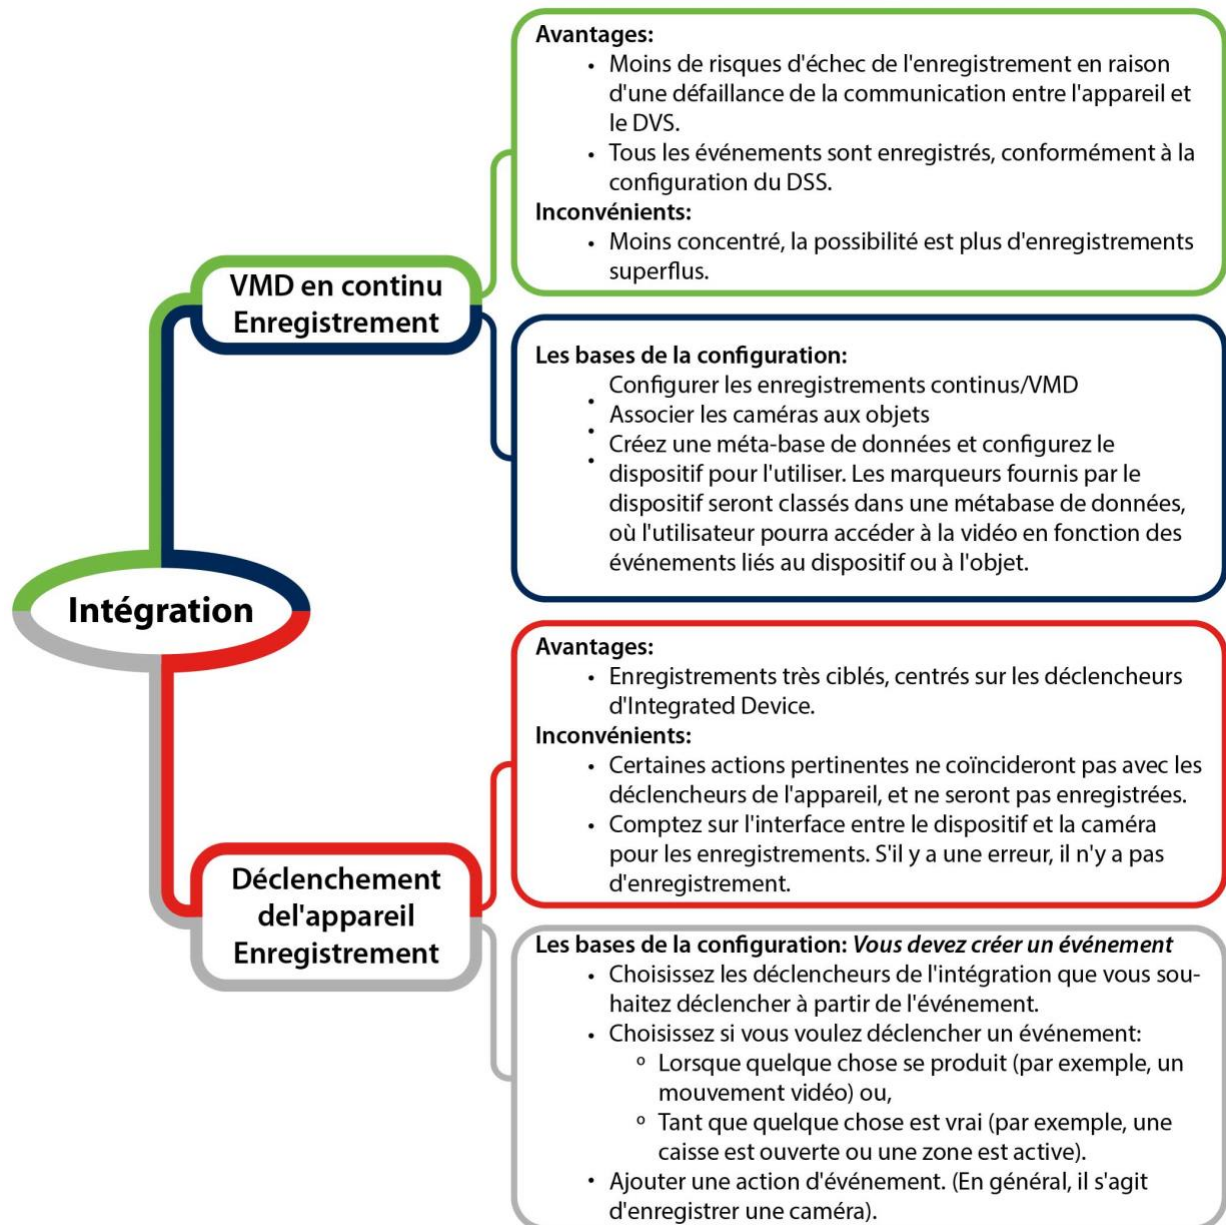 Intégration
VMD en continu
Enregistrement
Avantages:
• Moins de risques d'échec de l'enregistrement en raison
d'une défaillance de la communication entre l'appareil et
le DVS.
• Tous les événements sont enregistrés, conformément à la
configuration du DSS.
Inconvénients:
• Moins concentré, la possibilité est plus d'enregistrements
superflus.
Les bases de la configuration:
Configurer les enregistrements continus/VMD
•
Associer les caméras aux objets
•
Créez une méta-base de données et configurez le
•
dispositif pour l'utiliser. Les marqueurs fournis par le
dispositif seront classés dans une métabase de données,
où l'utilisateur pourra accéder à la vidéo en fonction des
événements liés au dispositif ou à l'objet.
Déclenchement
del'appareil
Enregistrement
Avantages:
• Enregistrements très ciblés, centrés sur les déclencheurs
d'Integrated Device.
Inconvénients:
• Certaines actions pertinentes ne coïncideront pas avec les
déclencheurs de l'appareil, et ne seront pas enregistrées.
• Comptez sur l'interface entre le dispositif et la caméra
pour les enregistrements. S'il y a une erreur, il n'y a pas
d'enregistrement.
Les bases de la configuration: Vous devez créer un événement
• Choisissez les déclencheurs de l'intégration que vous sou-
haitez déclencher à partir de l'événement.
• Choisissez si vous voulez déclencher un événement:
º Lorsque quelque chose se produit (par exemple, un
mouvement vidéo) ou,
º Tant que quelque chose est vrai (par exemple, une
caisse est ouverte ou une zone est active).
• Ajouter une action d'événement. (En général, il s'agit
d'enregistrer une caméra).